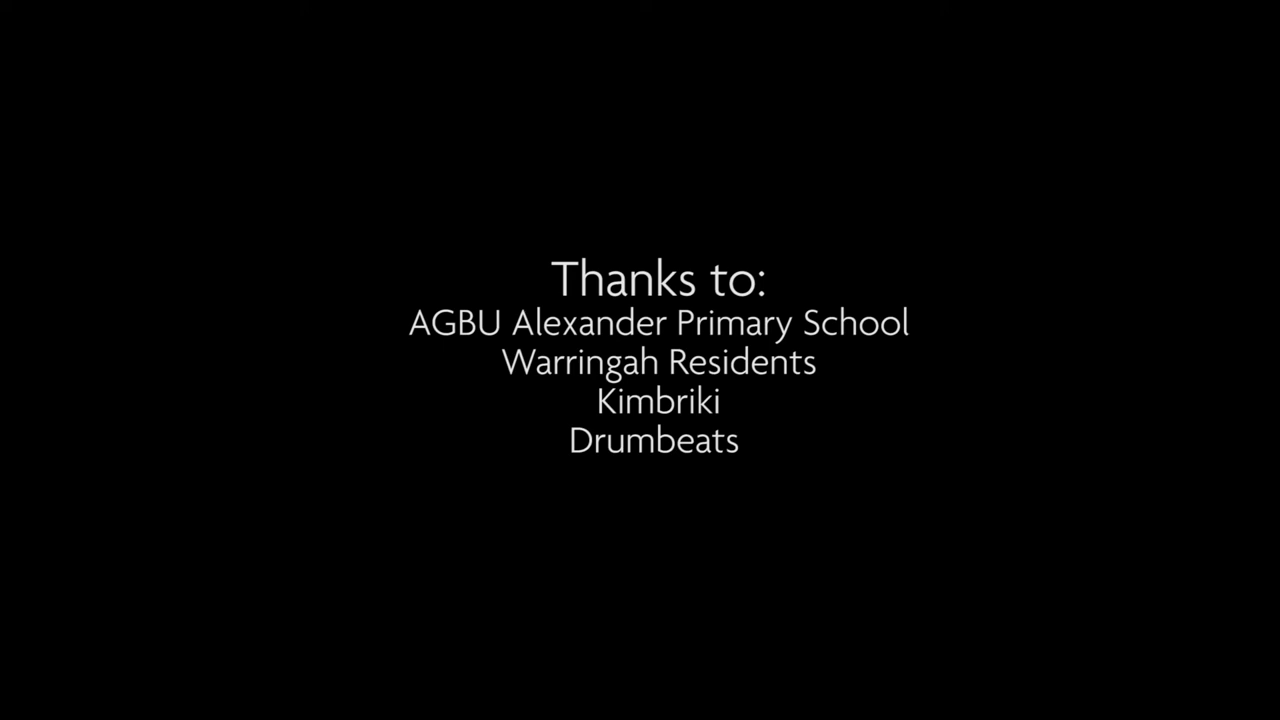 Thanks to:
AGBU Alexander Primary School
Warringah Residents
Kimbriki
Drumbeats